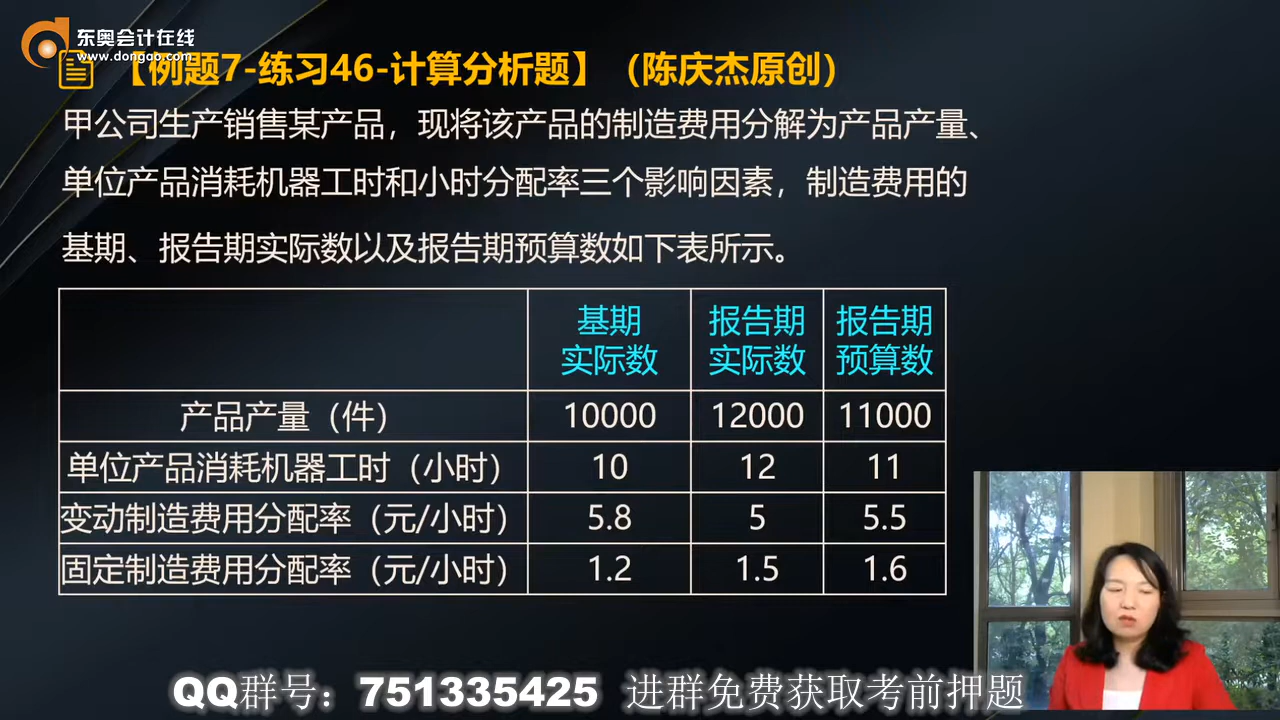 东奥会计在线
www.dongao.com
【例题7-练习46-计算分析题】（陈庆杰原创）
甲公司生产销售某产品，现将该产品的制造费用分解为产品产量、
单位产品消耗机器工时和小时分配率三个影响因素，制造费用的
基期、报告期实际数以及报告期预算数如下表所示。
基期 报告期 报告期
实际数 实际数 预算数
产品产量（件） 10000 12000 11000
单位产品消耗机器工时（小时） 10 12 11
变动制造费用分配率（元/小时） 5.8 5 5.5
固定制造费用分配率（元/小时） 1.2 1.5 1.6
QQ群号：751335425 进群免费获取考前押题